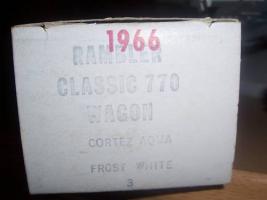 1966
RAMBLER
CLASSIC 770
WAGON
CORTEZ AQUA
FROST WHITE
3